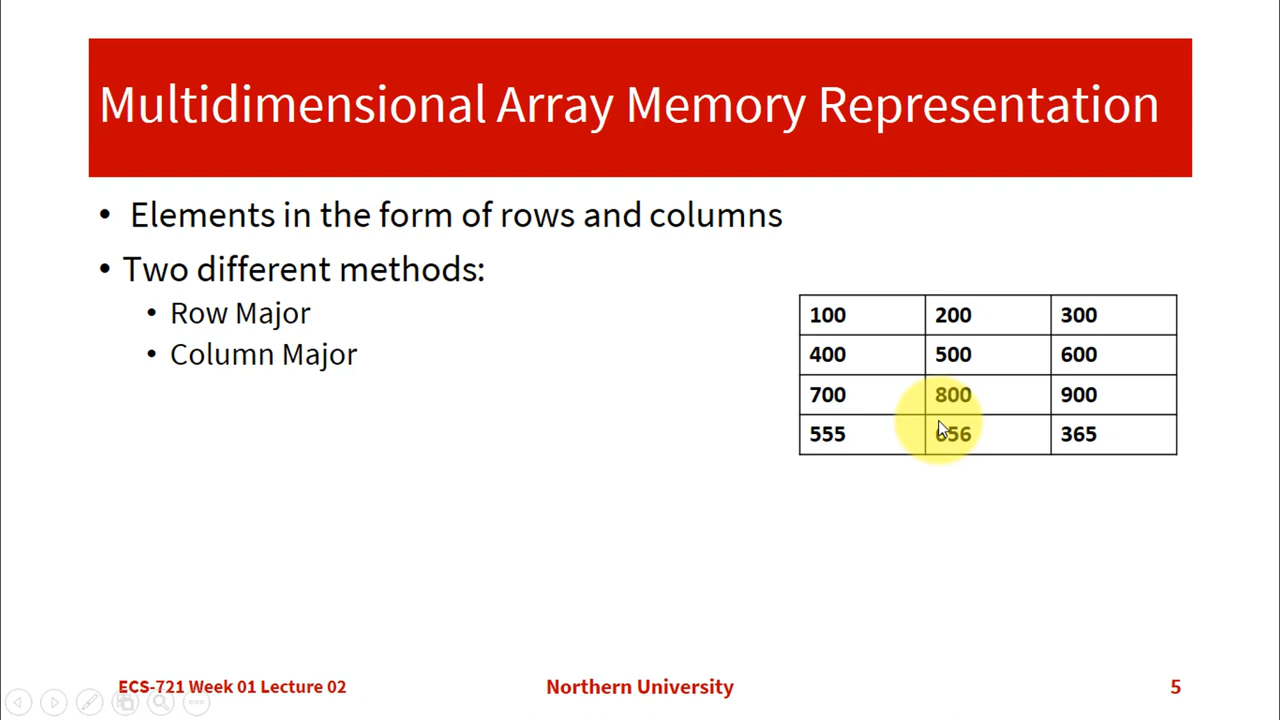 Multidimensional Array Memory Representation
• Elements in the form of rows and columns
• Two different methods:
• Row Major
• Column Major
100 200 300
400 500 600
700 800 900
555 656 365
ECS-721 Week 01 Lecture 02
Northern University
5